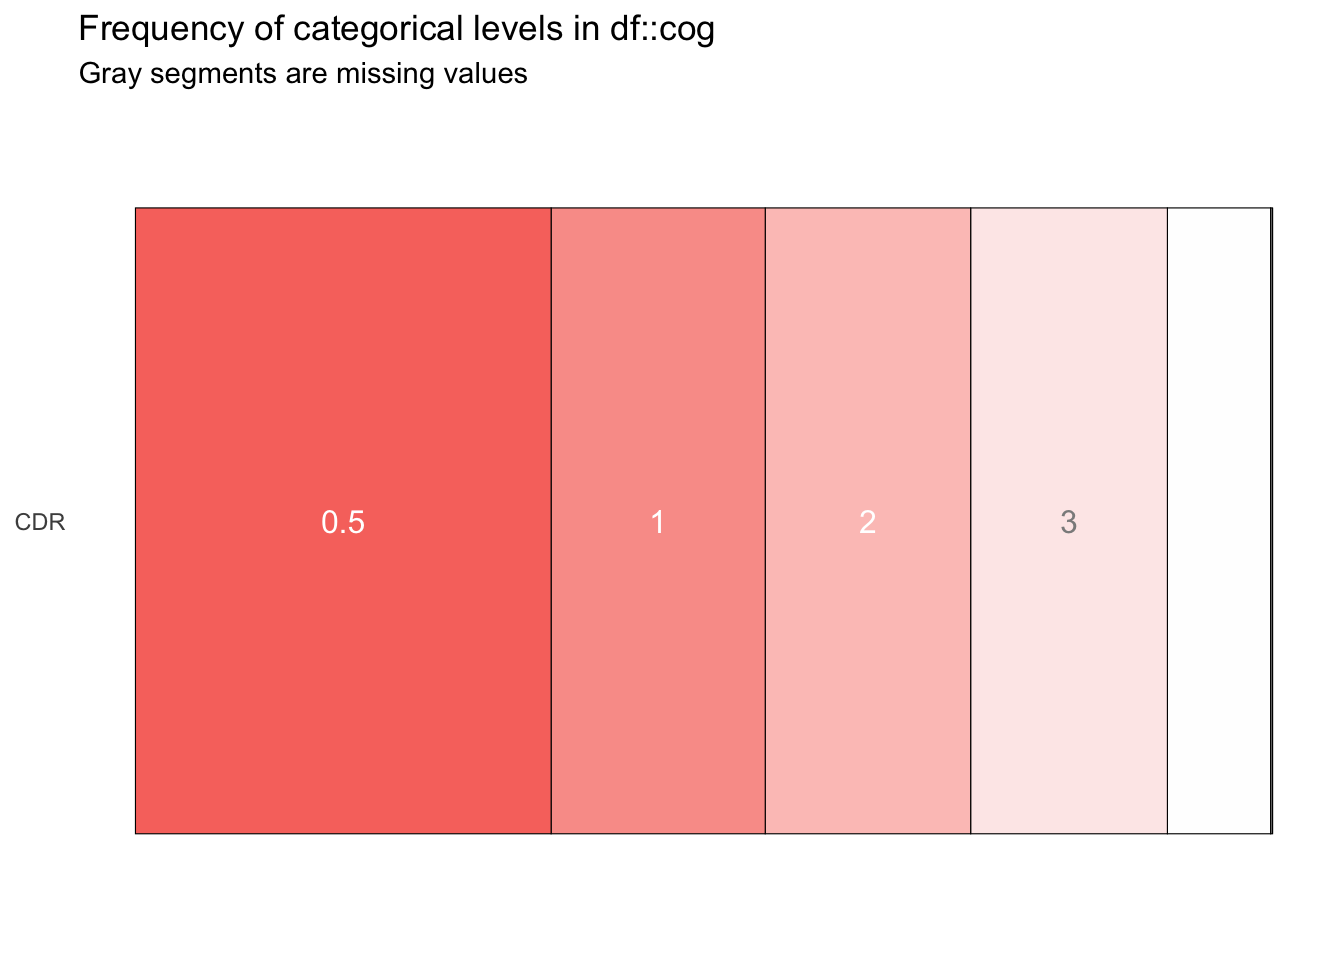 Frequency of categorical levels in df::cog
Gray segments are missing values
CDR
0.5
1
2
3